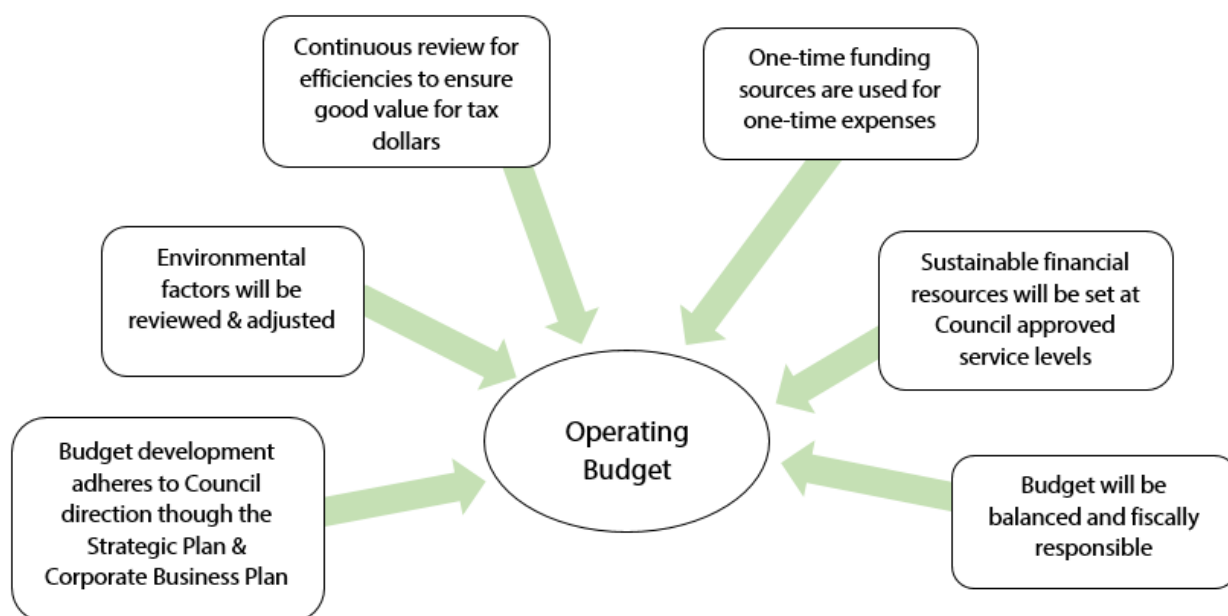 Continuous review for
efficiencies to ensure
good value for tax
dollars
One-time funding
sources are used for
one-time expenses
Environmental
factors will be
reviewed & adjusted
Sustainable financial
resources will be set at
Council approved
service levels
Operating
Budget
Budget development
adheres to Council
direction though the
Strategic Plan &
Corporate Business Plan
Budget will be
balanced and fiscally
responsible